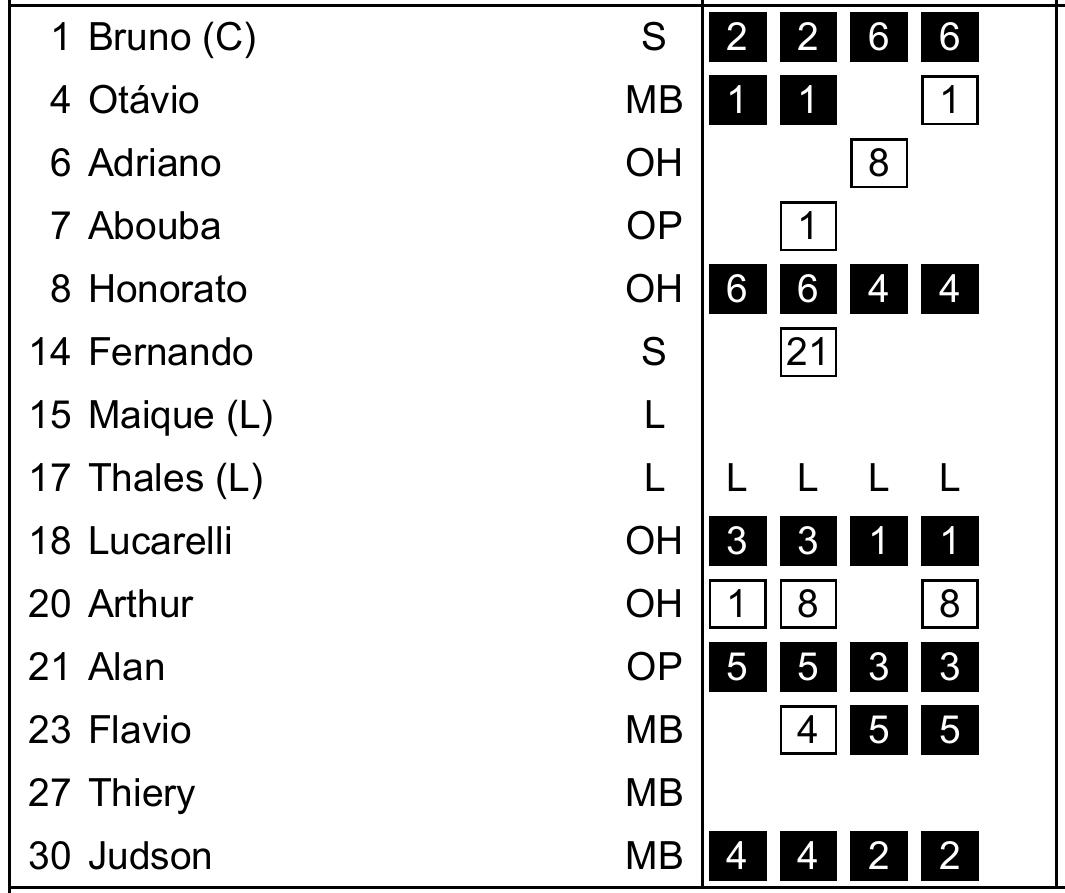 1 Bruno (C) S 2 2 6 6
4 Otávio MB 1 1 1
6 Adriano OH 8
7 Abouba OP 1
8 Honorato OH 6 6 4 4
14 Fernando S 21
15 Maique (L) L
17 Thales (L) L L L L L
18 Lucarelli OH 3 3 1 1
20 Arthur OH 1 8 8
21 Alan OP 5 5 3 3
23 Flavio MB 4 5 5
27 Thiery MB
30 Judson MB 4 4 2 2